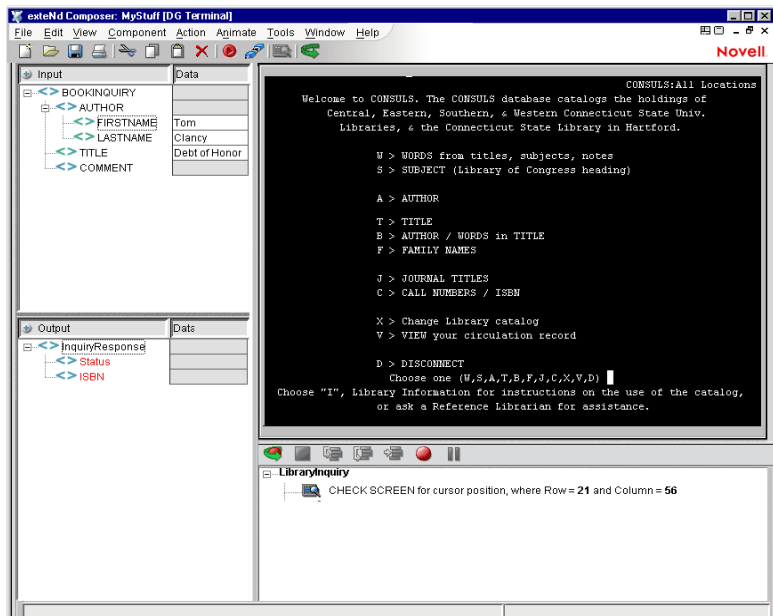 exteNd Composer: MyStuff [DG Terminal]
File Edit View Component Action Animate Tools Window Help
Novell
Input Data
BOOKINQUIRY
AUTHOR
FIRSTNAME Tom
LASTNAME Clancy
TITLE Debt of Honor
COMMENT
Output Data
InquiryResponse
Status
ISBN
CONSULS:All Locations
Welcome to CONSULS. The CONSULS database catalogs the holdings of
Central, Eastern, Southern, & Western Connecticut State Univ.
Libraries, & the Connecticut State Library in Hartford.
W > WORDS from titles, subjects, notes
S > SUBJECT (Library of Congress heading)
A > AUTHOR
T > TITLE
B > AUTHOR / WORDS in TITLE
F > FAMILY NAMES
J > JOURNAL TITLES
C > CALL NUMBERS / ISBN
X > Change Library catalog
V > VIEW your circulation record
D > DISCONNECT
Choose one (W,S,A,T,B,F,J,C,X,V,D)
Choose "I", Library Information for instructions on the use of the catalog,
or ask a Reference Librarian for assistance.
LibraryInquiry
CHECK SCREEN for cursor position, where Row = 21 and Column = 56